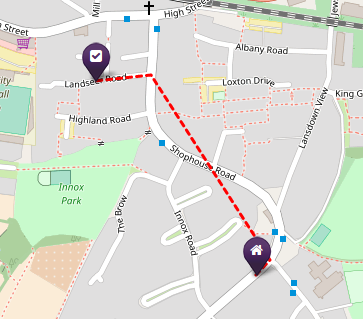 Mill
High Street
Street
Albany Road
Landseer Road
Loxton Drive
King G
Highland Road
Lansdown View
Shophouse Road
Innox
Park
The Brow
Innox Road